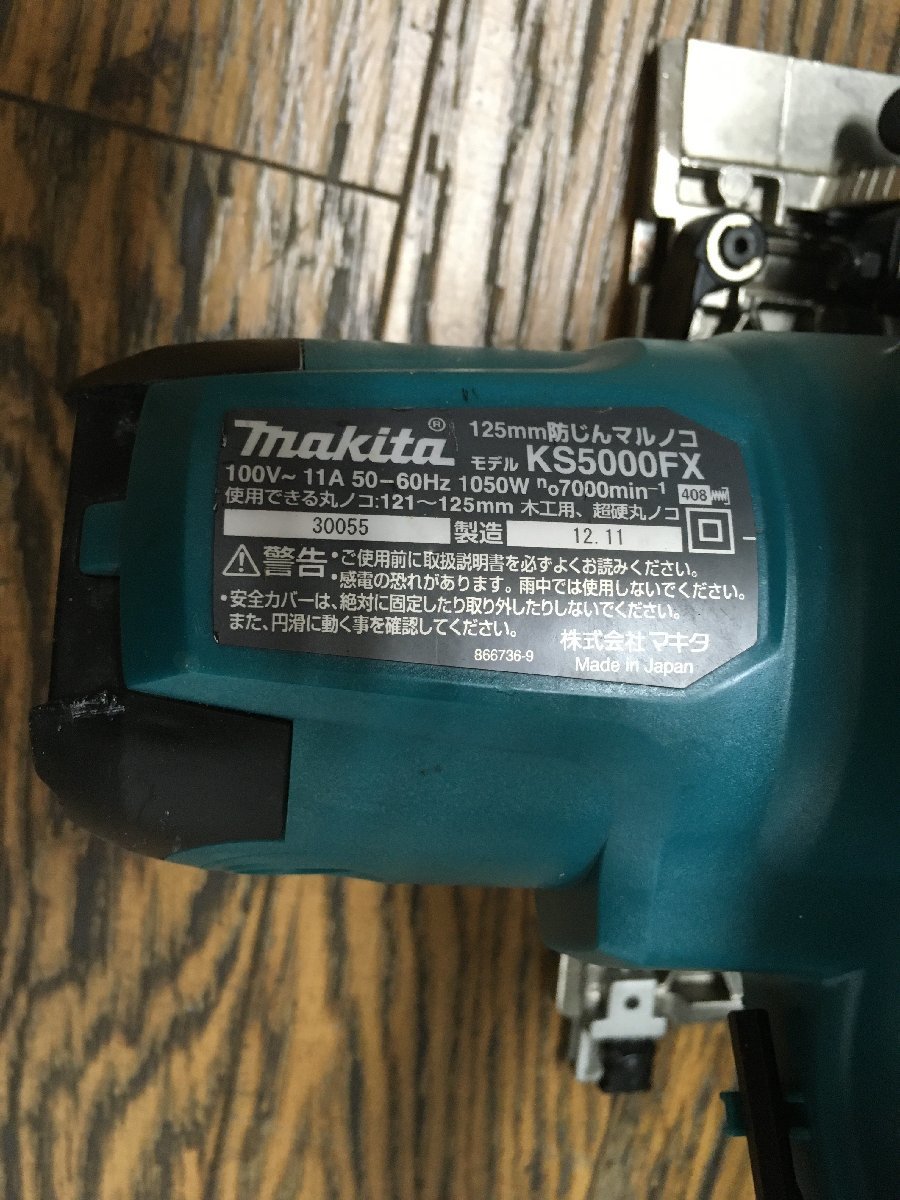 makita®
125mm防じんマルノコ
モデル KS5000FX
100V~ 11A 50-60Hz 1050W n₀7000min⁻¹
使用できる丸ノコ:121~125mm 木工用、超硬丸ノコ
408
30055 製造 12.11
警告 ・ご使用前に取扱説明書を必ずよくお読みください。
・感電の恐れがあります。雨中では使用しないでください。
・安全カバーは、絶対に固定したり取り外したりしないでください。
また、円滑に動く事を確認してください。
866736-9
株式会社 マキタ
Made in Japan